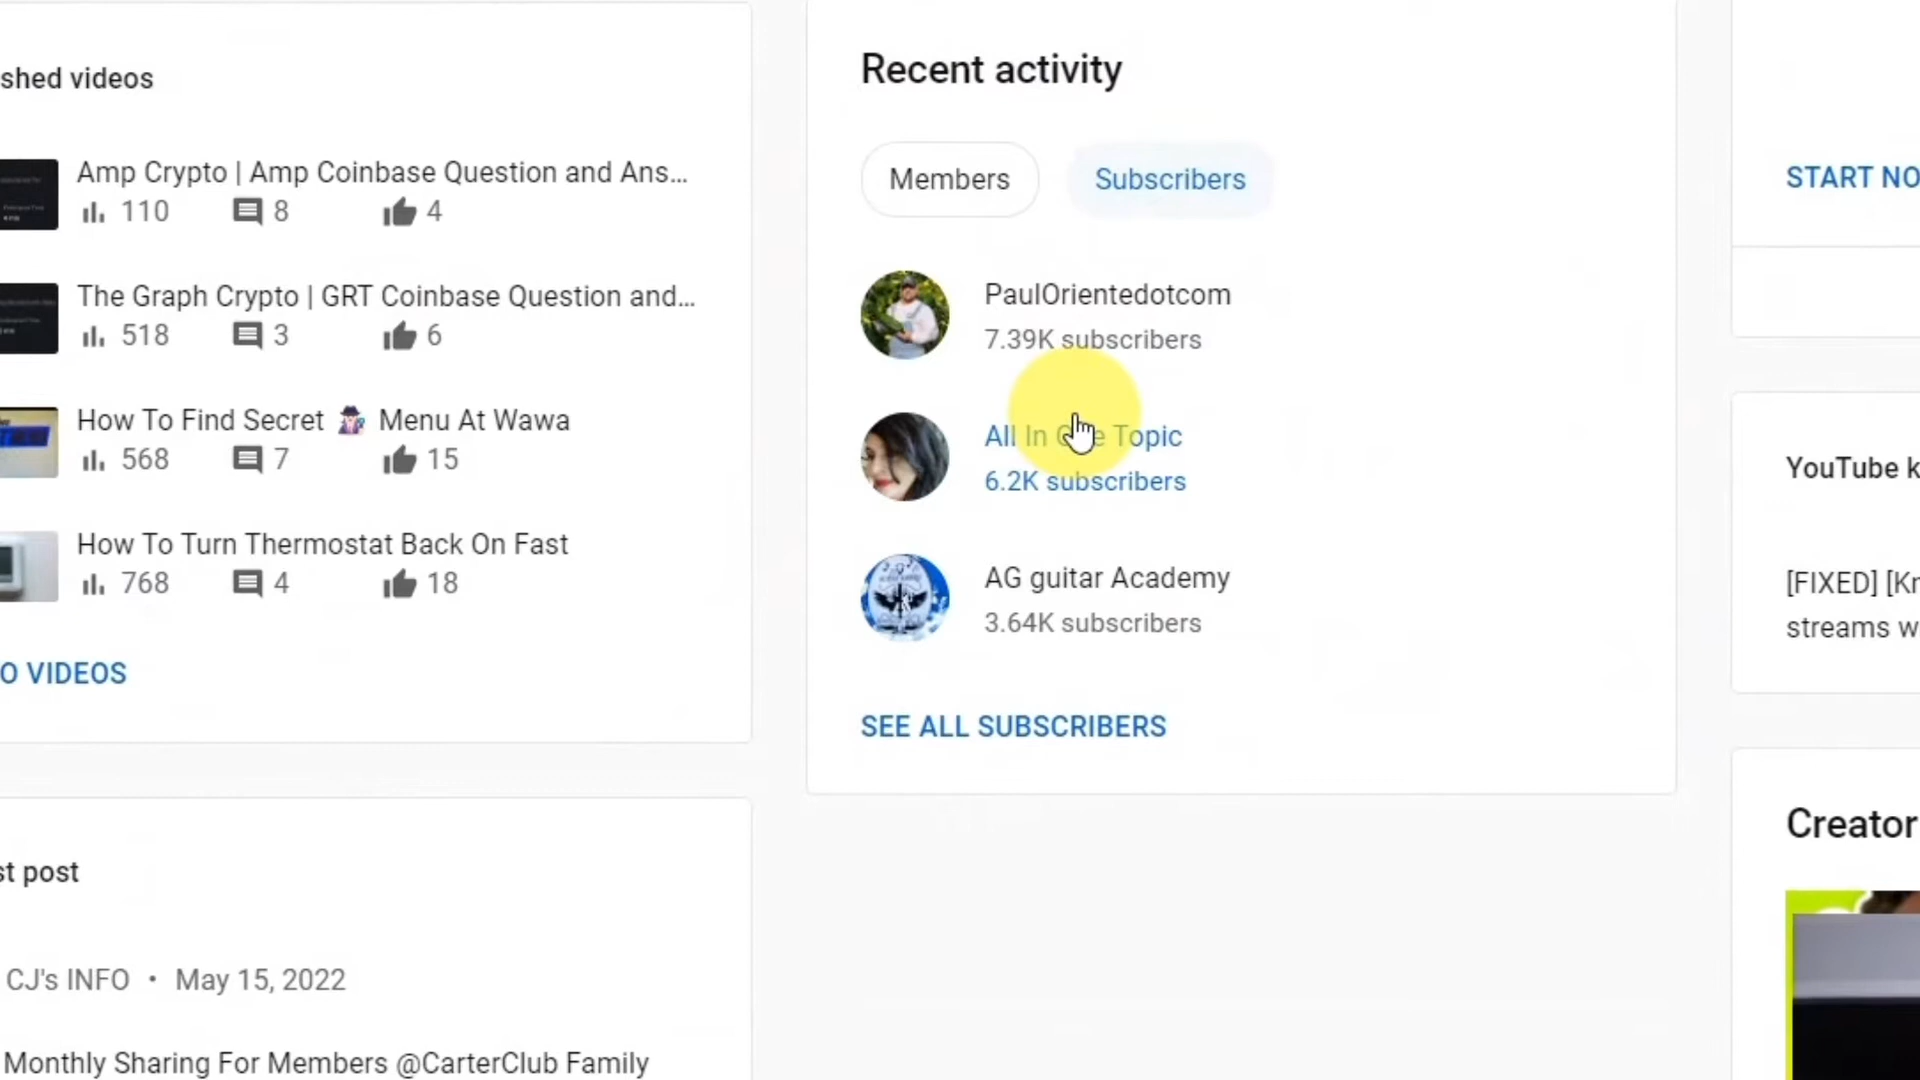 shed videos
Amp Crypto | Amp Coinbase Question and Ans...
110 8 4
The Graph Crypto | GRT Coinbase Question and...
518 3 6
How To Find Secret 🕵🏻‍♂️ Menu At Wawa
568 7 15
How To Turn Thermostat Back On Fast
768 4 18
O VIDEOS
st post
CJ's INFO • May 15, 2022
Monthly Sharing For Members @CarterClub Family
Recent activity
Members Subscribers
PaulOrientedotcom
7.39K subscribers
All In One Topic
6.2K subscribers
AG guitar Academy
3.64K subscribers
SEE ALL SUBSCRIBERS
START NO
YouTube k
[FIXED] [Kn
streams w
Creator